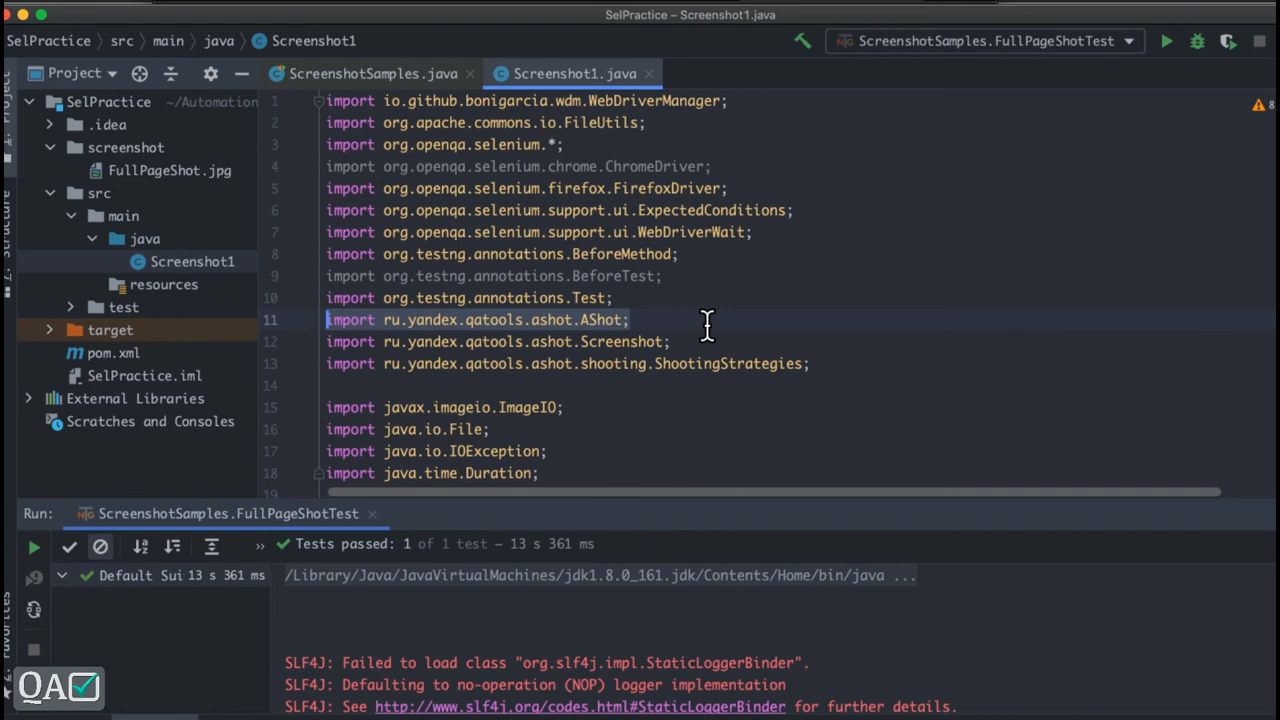 SelPractice – Screenshot1.java
SelPractice
src
main
java
Screenshot1
ScreenshotSamples.FullPageShotTest
Project
ScreenshotSamples.java
Screenshot1.java
SelPractice ~/Automation
.idea
screenshot
FullPageShot.jpg
src
main
java
Screenshot1
resources
test
target
pom.xml
SelPractice.iml
External Libraries
Scratches and Consoles
1 import io.github.bonigarcia.wdm.WebDriverManager;
2 import org.apache.commons.io.FileUtils;
3 import org.openqa.selenium.*;
4 import org.openqa.selenium.chrome.ChromeDriver;
5 import org.openqa.selenium.firefox.FirefoxDriver;
6 import org.openqa.selenium.support.ui.ExpectedConditions;
7 import org.openqa.selenium.support.ui.WebDriverWait;
8 import org.testng.annotations.BeforeMethod;
9 import org.testng.annotations.BeforeTest;
10 import org.testng.annotations.Test;
11 import ru.yandex.qatools.ashot.AShot;
12 import ru.yandex.qatools.ashot.Screenshot;
13 import ru.yandex.qatools.ashot.shooting.ShootingStrategies;
14
15 import javax.imageio.ImageIO;
16 import java.io.File;
17 import java.io.IOException;
18 import java.time.Duration;
19
8
Run: ScreenshotSamples.FullPageShotTest
Tests passed: 1 of 1 test – 13 s 361 ms
Default Sui 13 s 361 ms
/Library/Java/JavaVirtualMachines/jdk1.8.0_161.jdk/Contents/Home/bin/java ...
SLF4J: Failed to load class "org.slf4j.impl.StaticLoggerBinder".
SLF4J: Defaulting to no-operation (NOP) logger implementation
SLF4J: See http://www.slf4j.org/codes.html#StaticLoggerBinder for further details.
QA